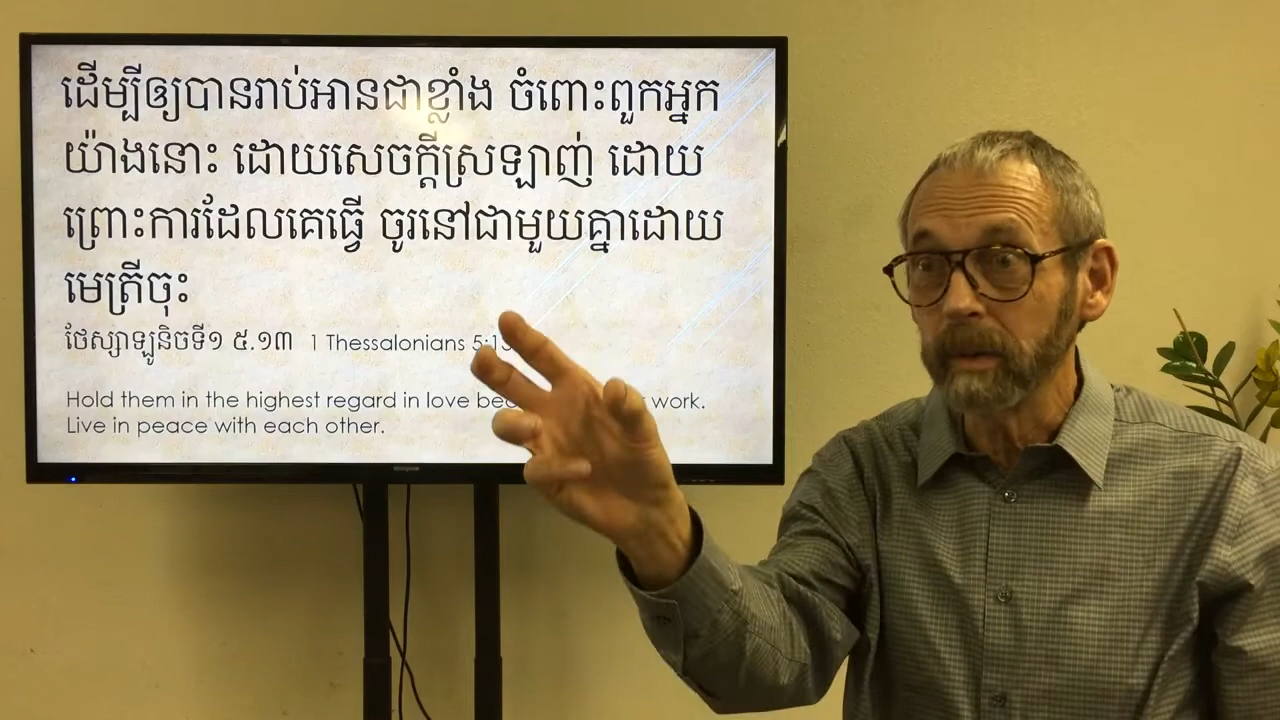 ដើម្បីឲ្យបានរាប់អានជាខ្លាំង ចំពោះពួកអ្នក
យ៉ាងនោះ ដោយសេចក្ដីស្រឡាញ់ ដោយ
ព្រោះការដែលគេធ្វើ ចូរនៅជាមួយគ្នាដោយ
មេត្រីចុះ
ថែស្សាឡូនិចទី១ ៥.១៣ 1 Thessalonians
Hold them in the highest regard in love work.
Live in peace with each other.